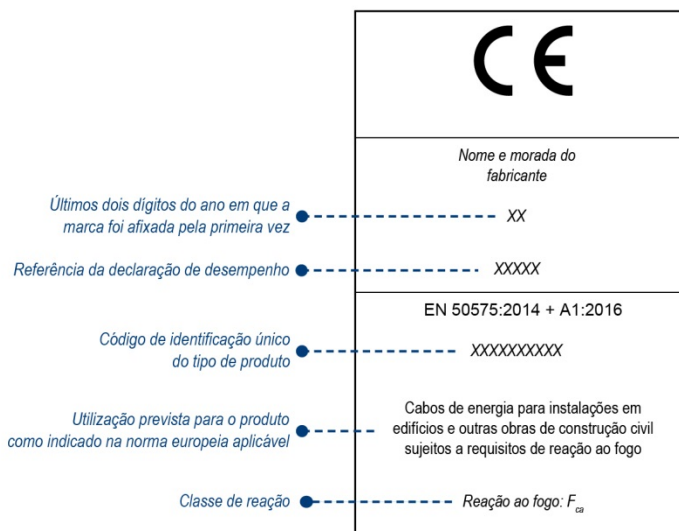 CE
Nome e morada do
fabricante
Últimos dois dígitos do ano em que a
marca foi afixada pela primeira vez
XX
Referência da declaração de desempenho
XXXXX
EN 50575:2014 + A1:2016
Código de identificação único
do tipo de produto
XXXXXXXXXX
Utilização prevista para o produto
como indicado na norma europeia aplicável
Cabos de energia para instalações em
edifícios e outras obras de construção civil
sujeitos a requisitos de reação ao fogo
Classe de reação
Reação ao fogo: Fca